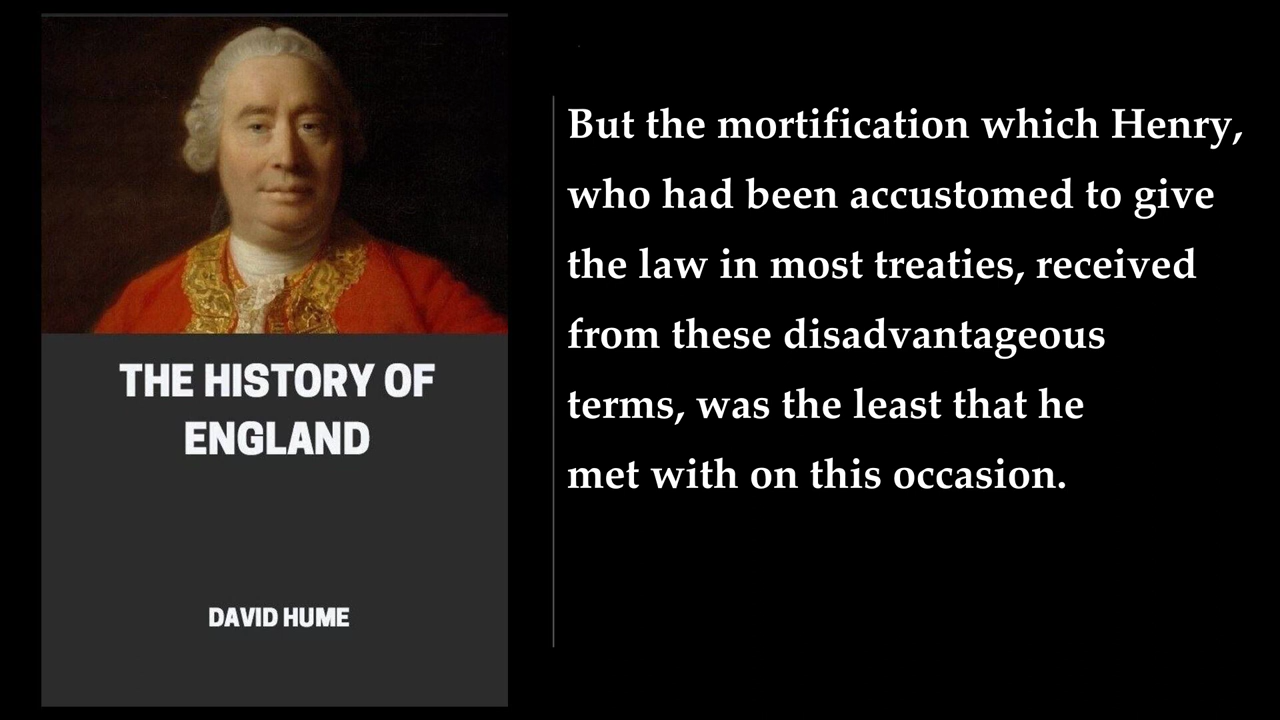 THE HISTORY OF
ENGLAND
DAVID HUME
But the mortification which Henry,
who had been accustomed to give
the law in most treaties, received
from these disadvantageous
terms, was the least that he
met with on this occasion.